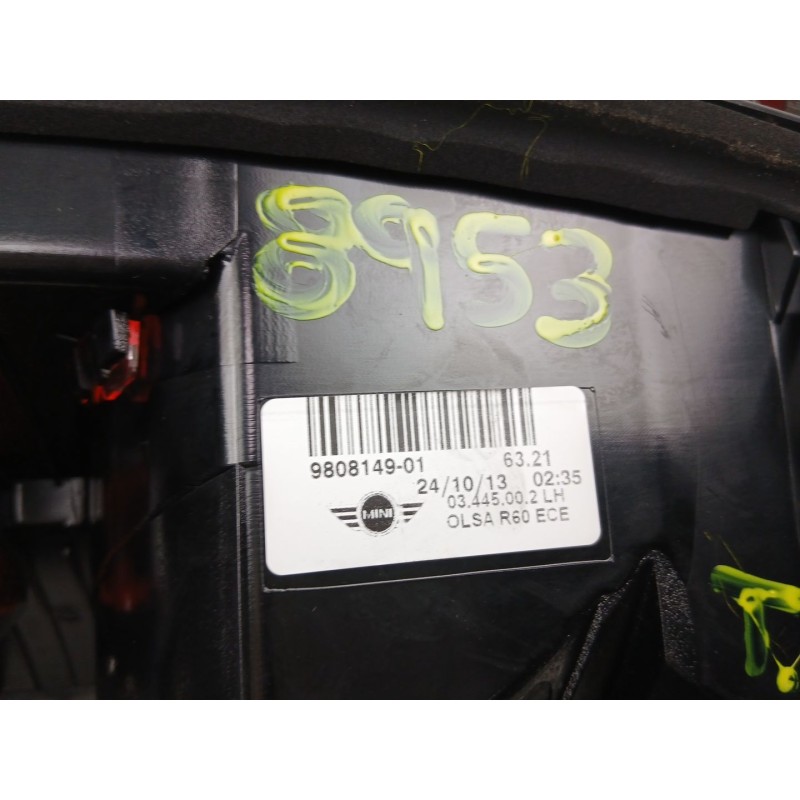 8953
9808149-01 63.21
24/10/13 02:35
03.445.00.2 LH
MINI
OLSA R60 ECE